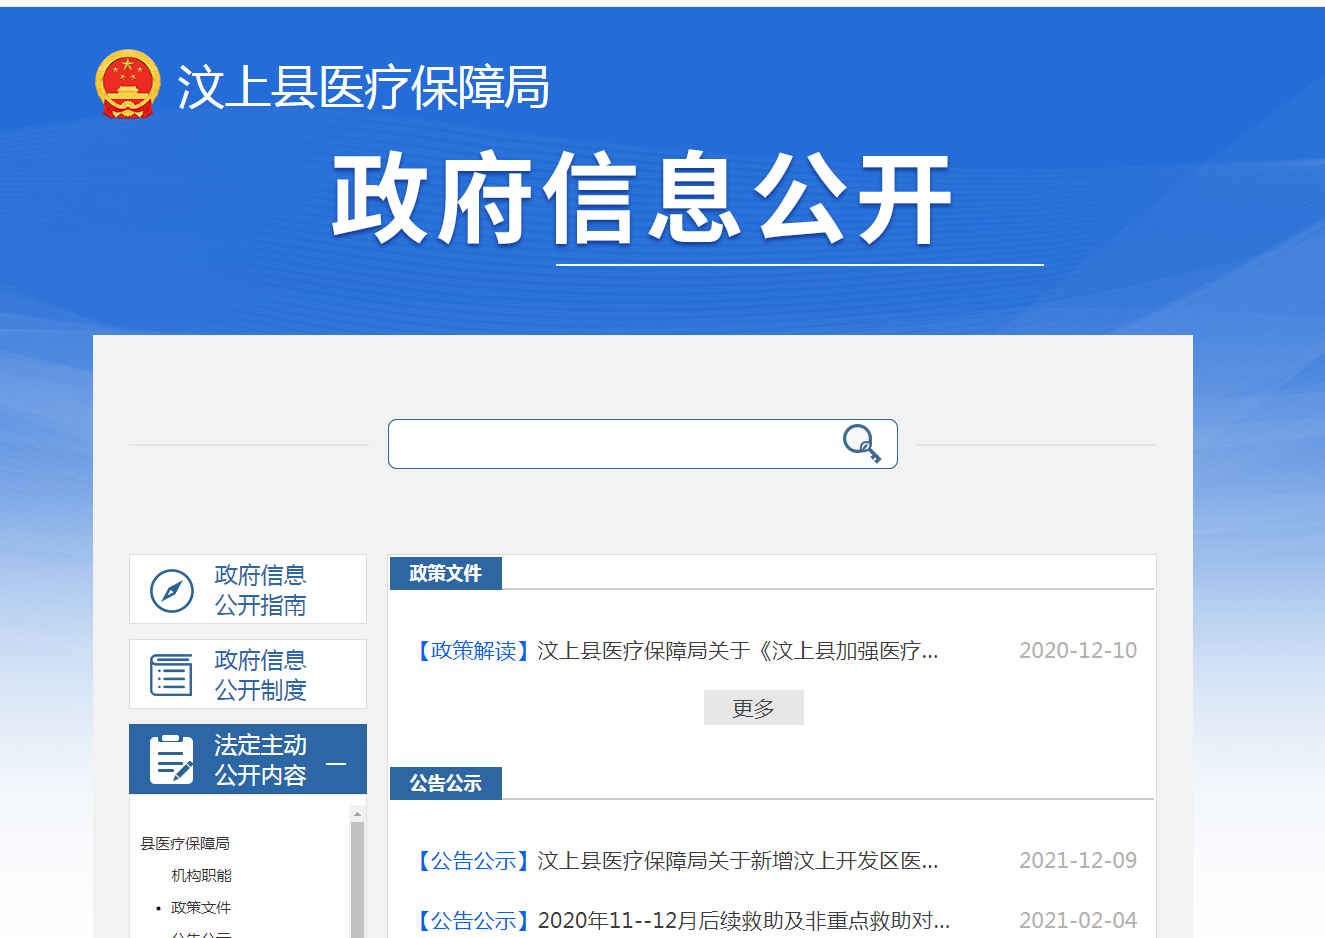 汶上县医疗保障局
政府信息公开
政府信息
公开指南
政府信息
公开制度
法定主动
公开内容
县医疗保障局
机构职能
政策文件
公告公示
政策文件
【政策解读】汶上县医疗保障局关于《汶上县加强医疗... 2020-12-10
更多
公告公示
【公告公示】汶上县医疗保障局关于新增汶上开发区医... 2021-12-09
【公告公示】2020年11--12月后续救助及非重点救助对... 2021-02-04